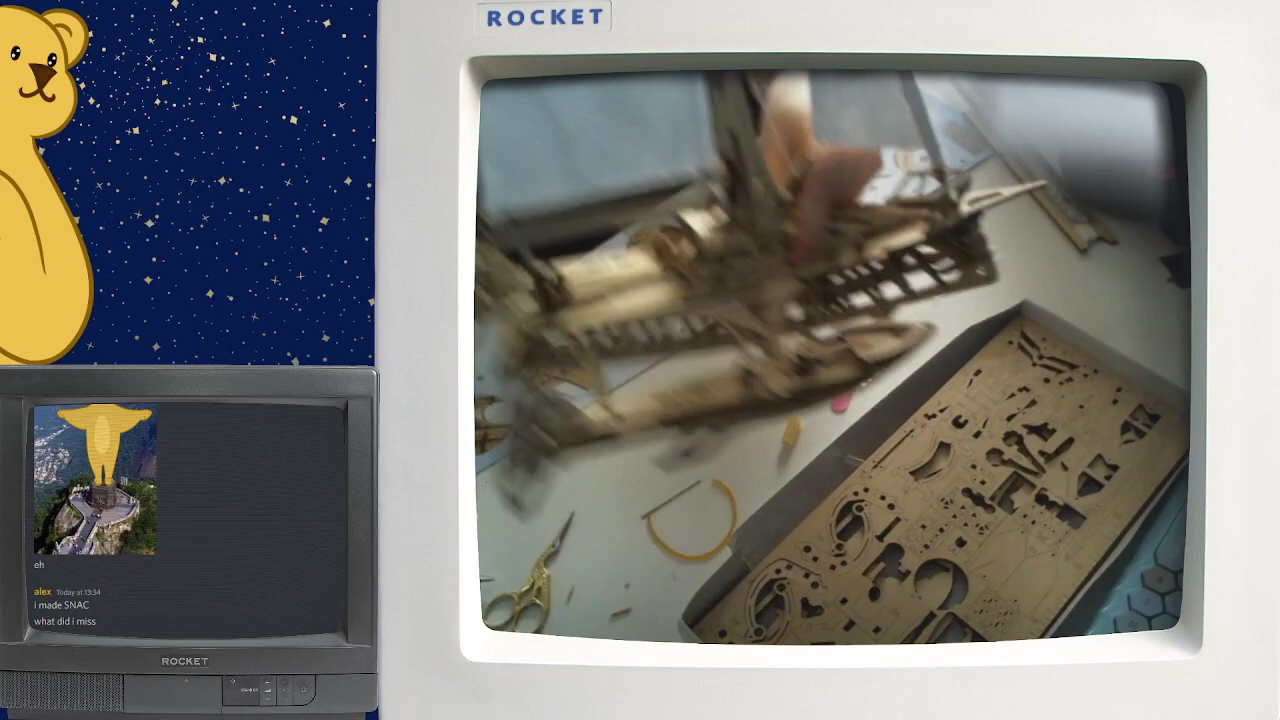 ROCKET
eh
alex Today at 13:34
i made SNAC
what did i miss
ROCKET